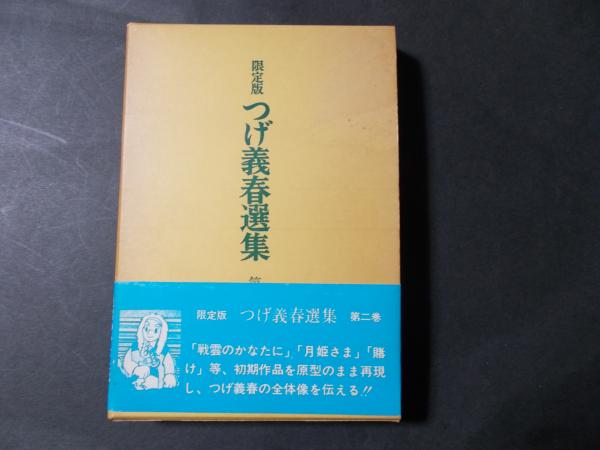 限定版
つげ義春選集
第
限定版 つげ義春選集 第二巻
「戦雲のかなたに」「月姫さま」「賭
け」等、初期作品を原型のまま再現
し、つげ義春の全体像を伝える!!